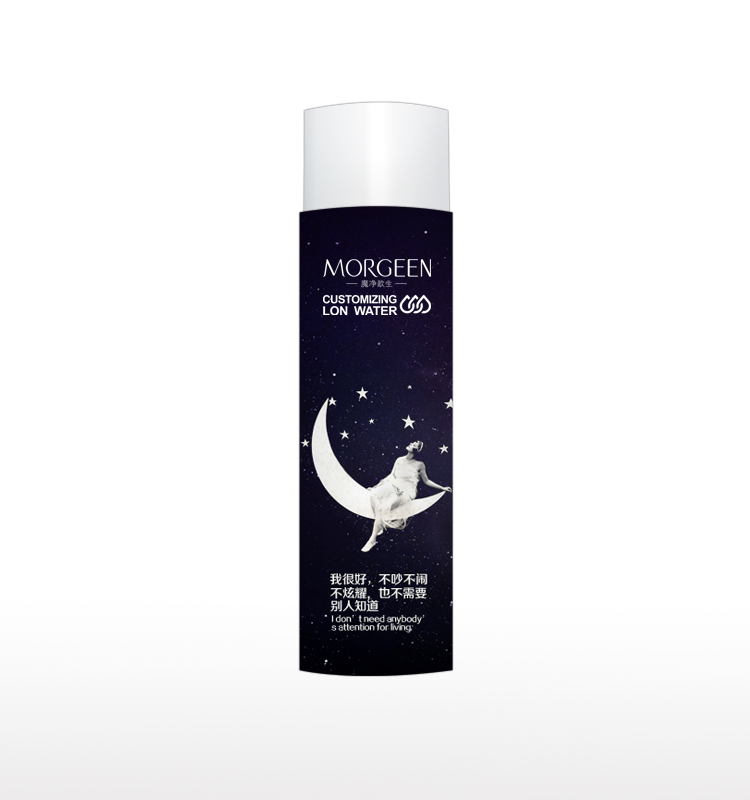 MORGEEN
魔净歆生
CUSTOMIZING
LON WATER
我很好，不吵不闹
不炫耀，也不需要
别人知道
I don't need anybody'
s attention for living.